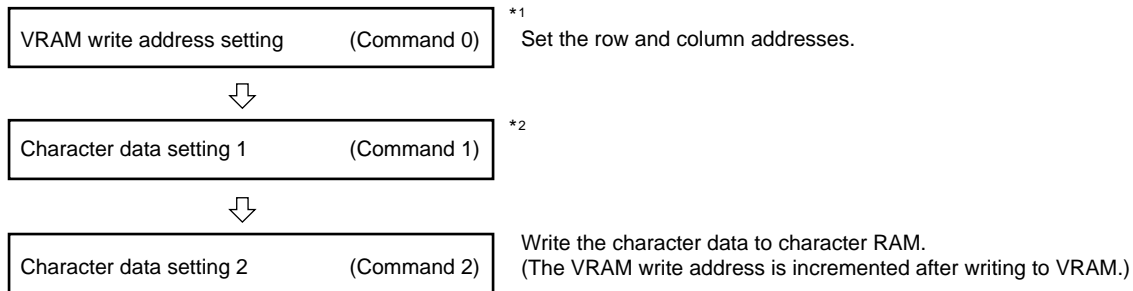 *1
VRAM write address setting (Command 0) Set the row and column addresses.
*2
Character data setting 1 (Command 1)
Character data setting 2 (Command 2)
Write the character data to character RAM.
(The VRAM write address is incremented after writing to VRAM.)